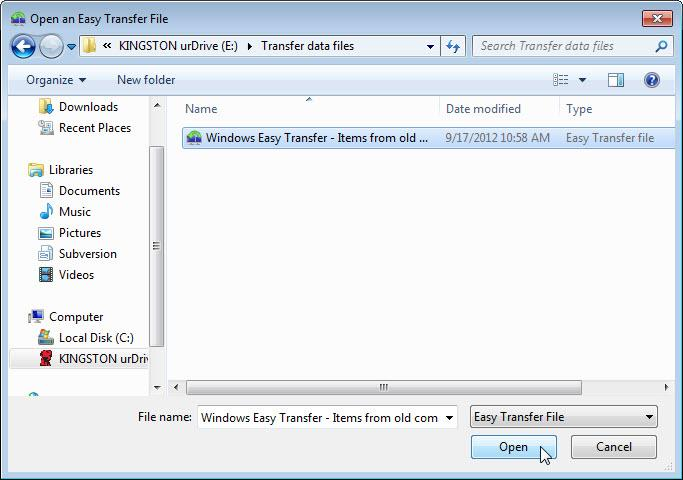 Open an Easy Transfer File
« KINGSTON urDrive (E:) Transfer data files
Search Transfer data files
Organize New folder
Name Date modified Type
Downloads
Recent Places
Libraries
Documents
Music
Pictures
Subversion
Videos
Computer
Local Disk (C:)
KINGSTON urDriv
Windows Easy Transfer - Items from old ... 9/17/2012 10:58 AM Easy Transfer file
File name: Windows Easy Transfer - Items from old com Easy Transfer File
Open Cancel